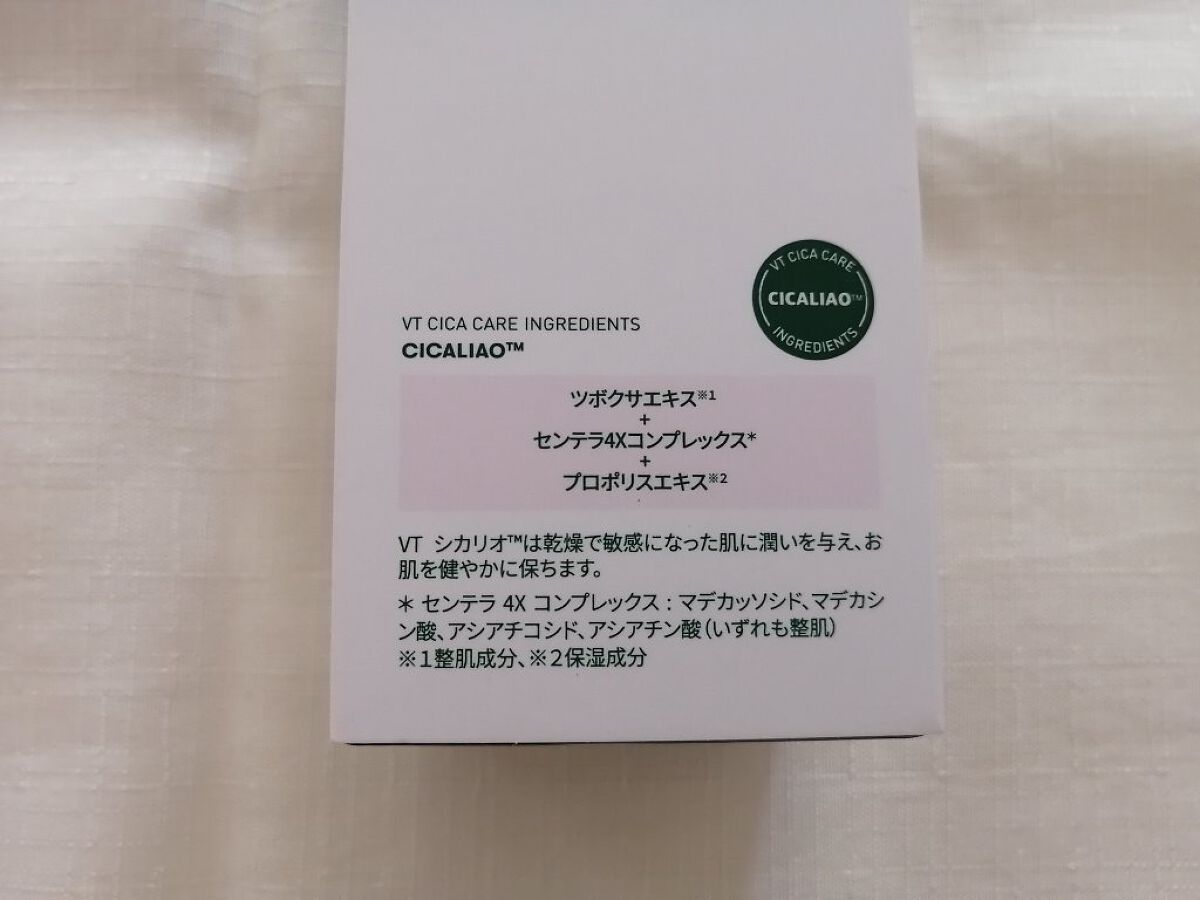 VT CICA CARE
CICALIAO™
INGREDIENTS
VT CICA CARE INGREDIENTS
CICALIAO™
ツボクサエキス※1
+
センテラ4Xコンプレックス*
+
プロポリスエキス※2
VT シカリオ™は乾燥で敏感になった肌に潤いを与え、お
肌を健やかに保ちます。
* センテラ 4X コンプレックス : マデカッソシド、マデカシ
ン酸、アシアチコシド、アシアチン酸(いずれも整肌)
※1整肌成分、※2保湿成分